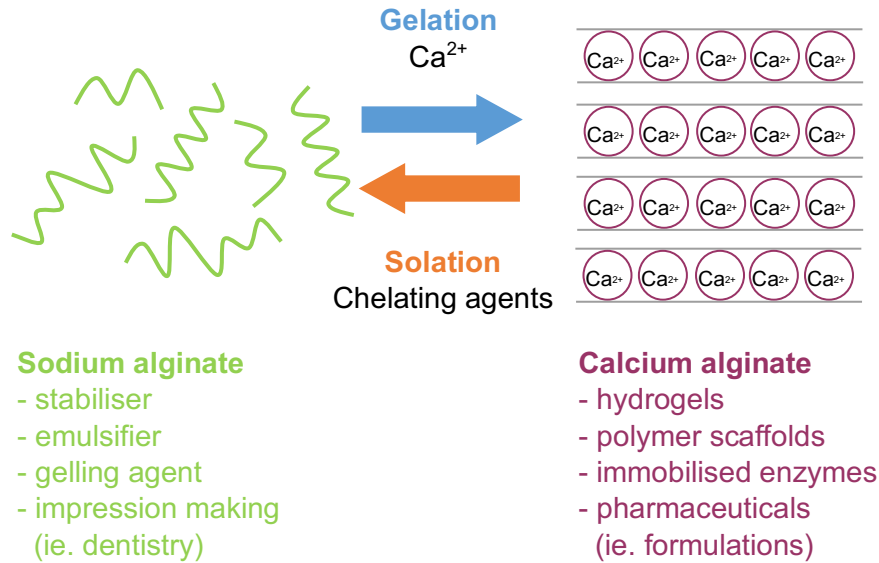 Gelation
Ca²⁺
Ca²⁺ Ca²⁺ Ca²⁺ Ca²⁺ Ca²⁺
Ca²⁺ Ca²⁺ Ca²⁺ Ca²⁺ Ca²⁺
Ca²⁺ Ca²⁺ Ca²⁺ Ca²⁺ Ca²⁺
Ca²⁺ Ca²⁺ Ca²⁺ Ca²⁺ Ca²⁺
Solation
Chelating agents
Sodium alginate
- stabiliser
- emulsifier
- gelling agent
- impression making
(ie. dentistry)
Calcium alginate
- hydrogels
- polymer scaffolds
- immobilised enzymes
- pharmaceuticals
(ie. formulations)